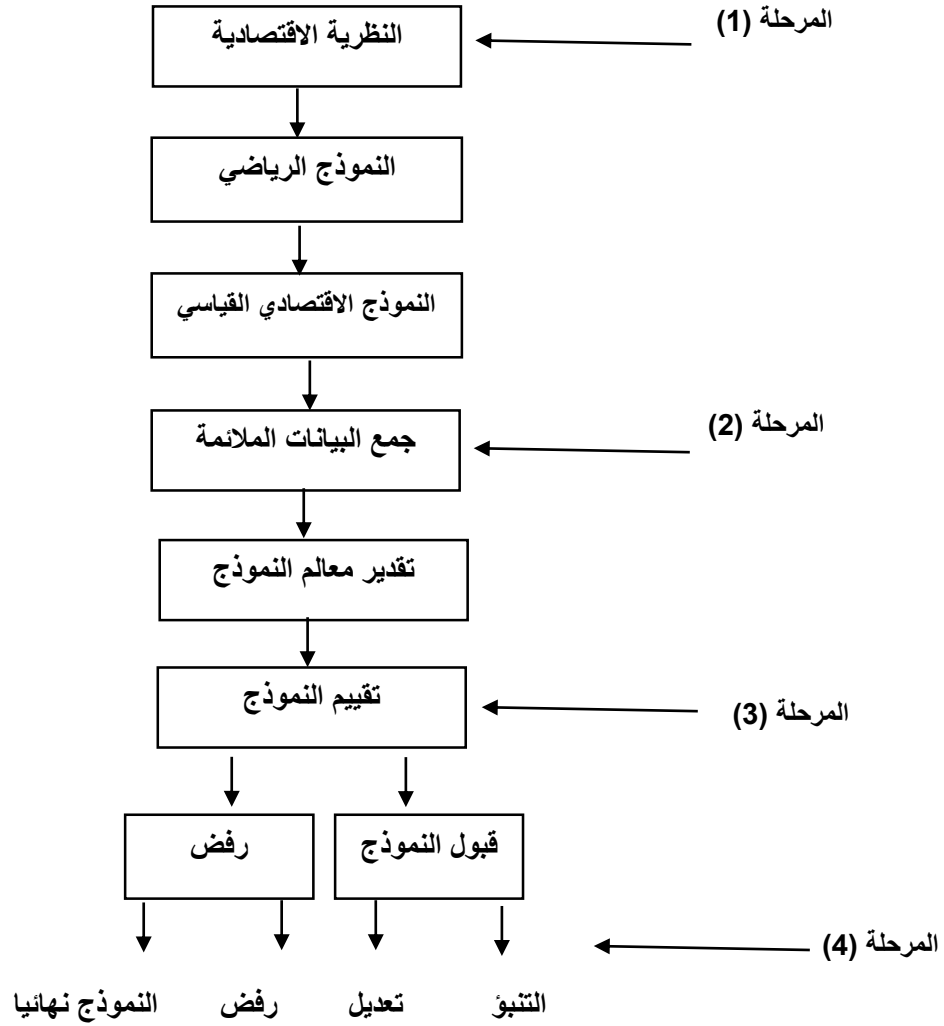 المرحلة (1)
النظرية الاقتصادية
النموذج الرياضي
النموذج الاقتصادي القياسي
المرحلة (2)
جمع البيانات الملائمة
تقدير معالم النموذج
تقييم النموذج
المرحلة (3)
قبول النموذج
رفض
المرحلة (4)
التنبؤ
تعديل
رفض
النموذج نهائيا